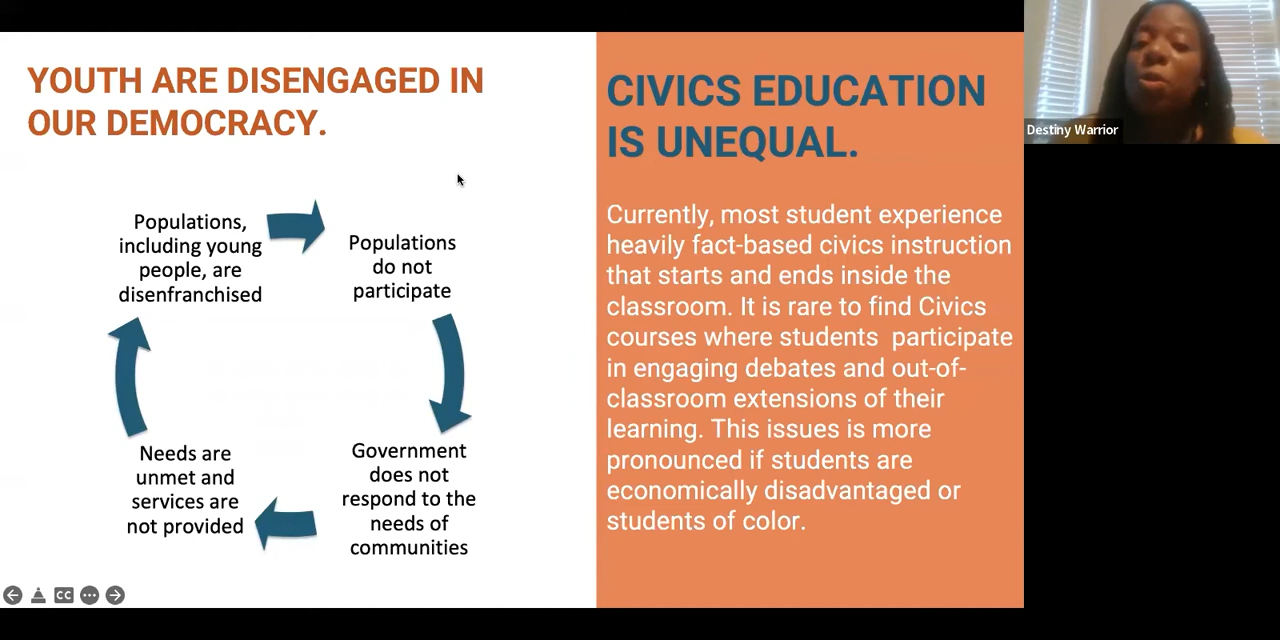 YOUTH ARE DISENGAGED IN
OUR DEMOCRACY.
Populations,
including young
people, are
disenfranchised
Populations
do not
participate
Government
does not
respond to the
needs of
communities
Needs are
unmet and
services are
not provided
CIVICS EDUCATION
IS UNEQUAL.
Currently, most student experience
heavily fact-based civics instruction
that starts and ends inside the
classroom. It is rare to find Civics
courses where students participate
in engaging debates and out-of-
classroom extensions of their
learning. This issues is more
pronounced if students are
economically disadvantaged or
students of color.
Destiny Warrior
CC